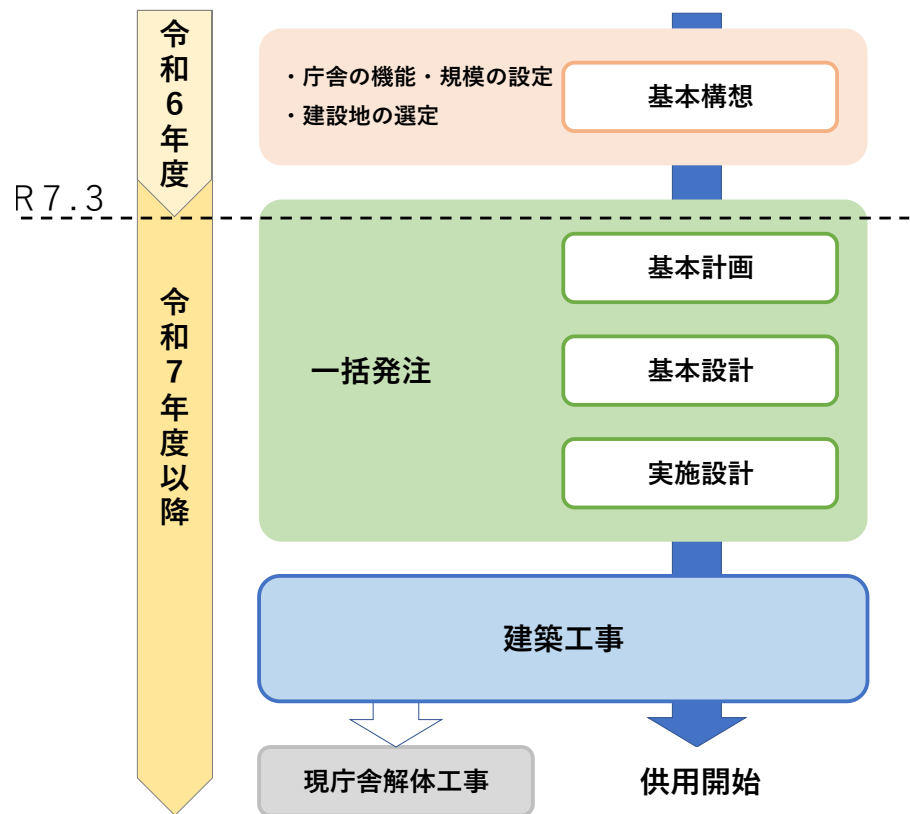 令和６年度
・庁舎の機能・規模の設定
・建設地の選定
基本構想
Ｒ７.３
令和７年度以降
一括発注
基本計画
基本設計
実施設計
建築工事
現庁舎解体工事
供用開始